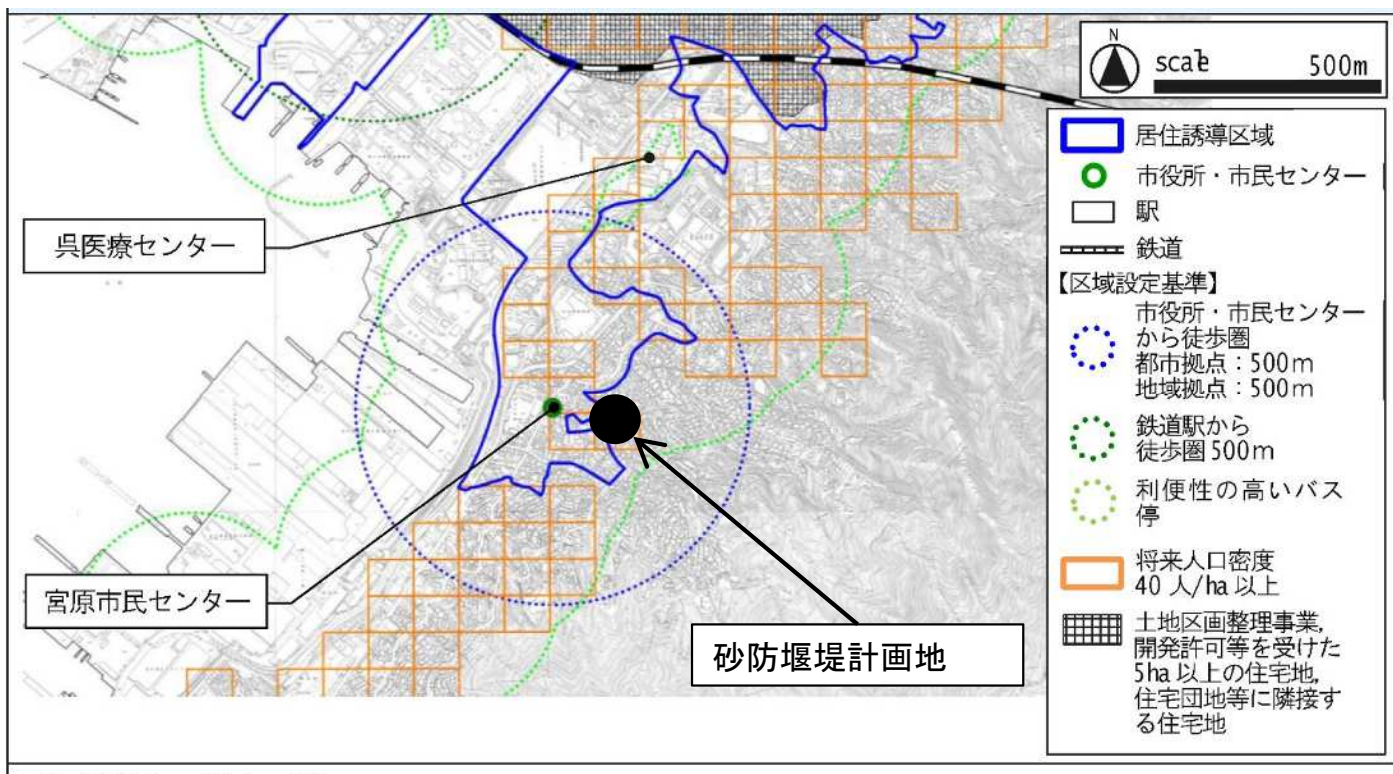 N
scale
500m
居住誘導区域
市役所・市民センター
駅
鉄道
【区域設定基準】
市役所・市民センター
から徒歩圏
都市拠点：500m
地域拠点：500m
鉄道駅から
徒歩圏500m
利便性の高いバス
停
将来人口密度
40 人/ha 以上
土地区画整理事業,
開発許可等を受けた
5ha 以上の住宅地,
住宅団地等に隣接す
る住宅地
呉医療センター
宮原市民センター
砂防堰堤計画地